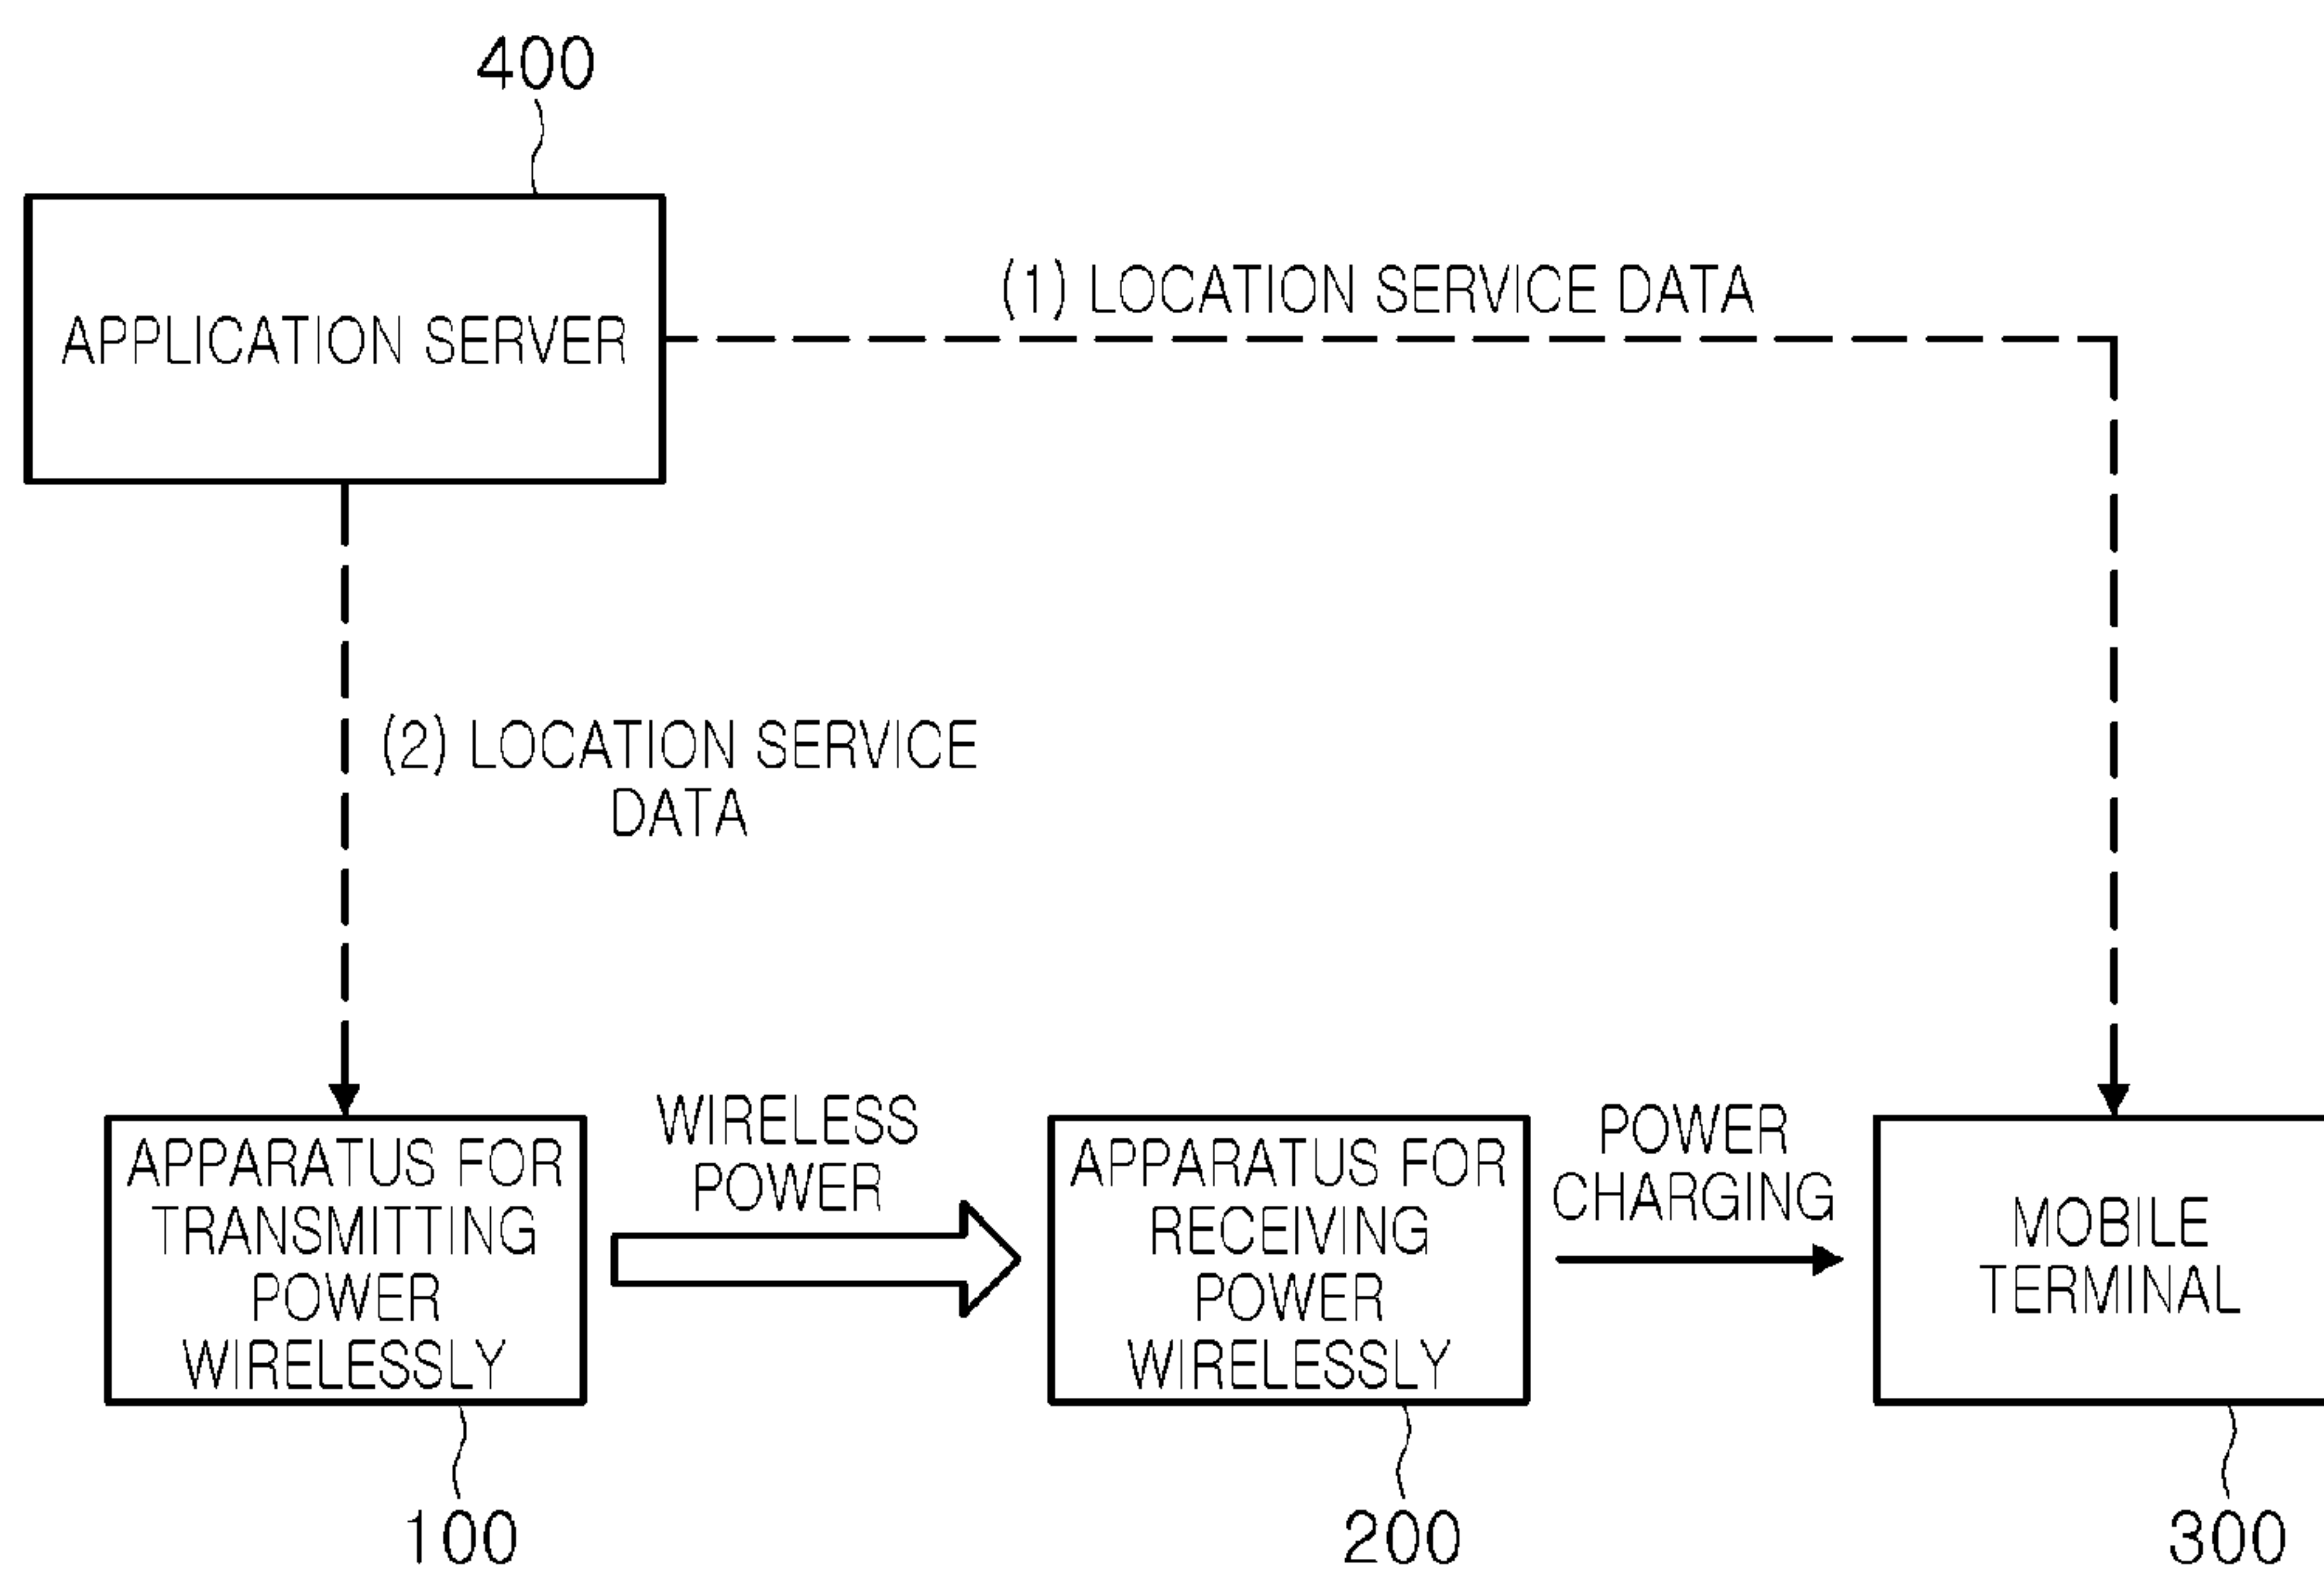 400
APPLICATION SERVER
(1) LOCATION SERVICE DATA
(2) LOCATION SERVICE
DATA
APPARATUS FOR
TRANSMITTING
POWER
WIRELESSLY
WIRELESS
POWER
APPARATUS FOR
RECEIVING
POWER
WIRELESSLY
POWER
CHARGING
MOBILE
TERMINAL
100
200
300